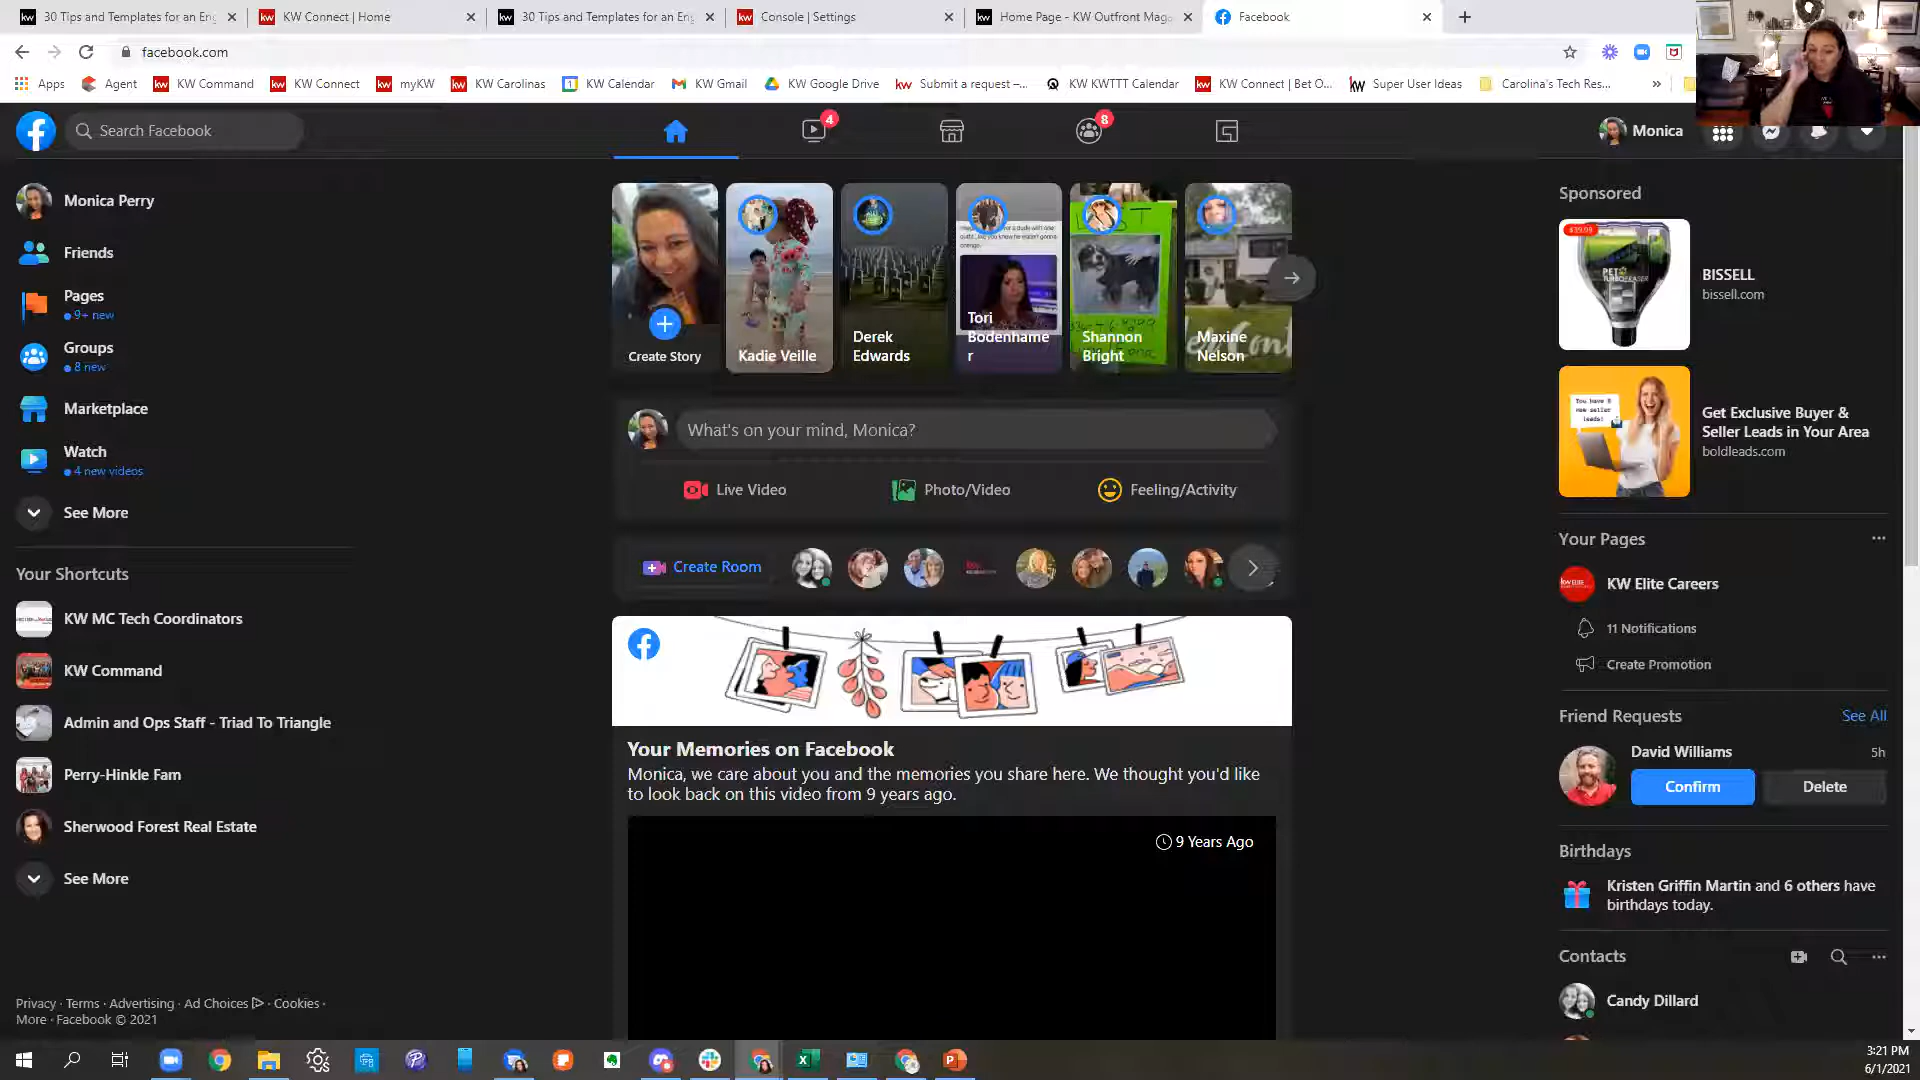 30 Tips and Templates for an En
KW Connect | Home
30 Tips and Templates for an En
Console | Settings
Home Page - KW Outfront Mag
Facebook
facebook.com
Apps
Agent
KW Command
KW Connect
myKW
KW Carolinas
KW Calendar
KW Gmail
KW Google Drive
Submit a request –...
KW KWTTT Calendar
KW Connect | Bet O...
Super User Ideas
Carolina's Tech Res...
Search Facebook
4
8
Monica
Monica Perry
Friends
Pages
9+ new
Groups
8 new
Marketplace
Watch
4 new videos
See More
Your Shortcuts
KW MC Tech Coordinators
KW Command
Admin and Ops Staff - Triad To Triangle
Perry-Hinkle Fam
Sherwood Forest Real Estate
See More
Privacy · Terms · Advertising · Ad Choices · Cookies ·
More · Facebook © 2021
Create Story
Kadie Veille
Derek
Edwards
Tori
Bodenhame
r
Shannon
Bright
Maxine
Nelson
What's on your mind, Monica?
Live Video
Photo/Video
Feeling/Activity
Create Room
Your Memories on Facebook
Monica, we care about you and the memories you share here. We thought you'd like
to look back on this video from 9 years ago.
9 Years Ago
Sponsored
$39.99
PET
BISSELL
bissell.com
You have 8
new seller
leads!
Get Exclusive Buyer &
Seller Leads in Your Area
boldleads.com
Your Pages
KW Elite Careers
11 Notifications
Create Promotion
Friend Requests
See All
David Williams
5h
Confirm
Delete
Birthdays
Kristen Griffin Martin and 6 others have
birthdays today.
Contacts
Candy Dillard
3:21 PM
6/1/2021